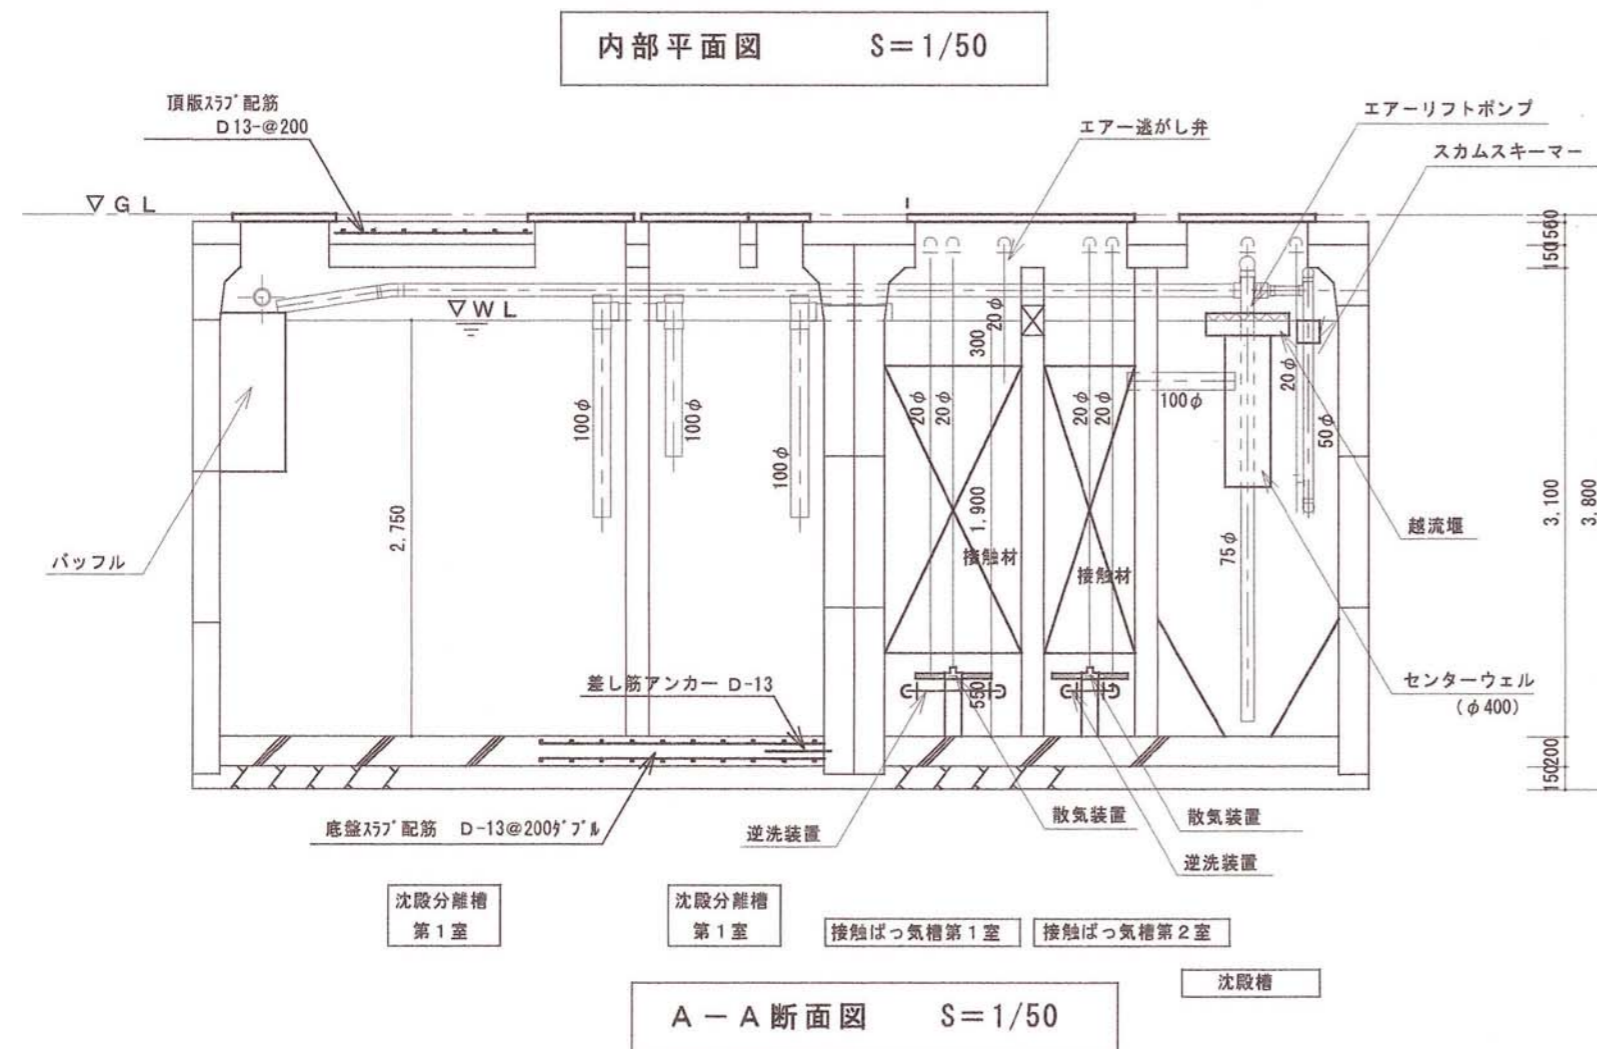 内部平面図 S=1/50
頂版ｽﾗﾌﾞ配筋
D13-@200
エアー逃がし弁
エアーリフトポンプ
スカムスキーマー
▽GL
▽WL
150
150
60
300
20φ
20φ
20φ
20φ
20φ
20φ
100φ
100φ
100φ
100φ
50φ
75φ
2,750
1,900
接触材
接触材
3,100
3,800
越流堰
バッフル
差し筋アンカー D-13
550
センターウェル
(φ400)
150
200
底盤ｽﾗﾌﾞ配筋 D-13@200ﾀﾞﾌﾞﾙ
逆洗装置
散気装置
散気装置
逆洗装置
沈殿分離槽
第1室
沈殿分離槽
第1室
接触ばっ気槽第1室
接触ばっ気槽第2室
沈殿槽
A-A断面図 S=1/50